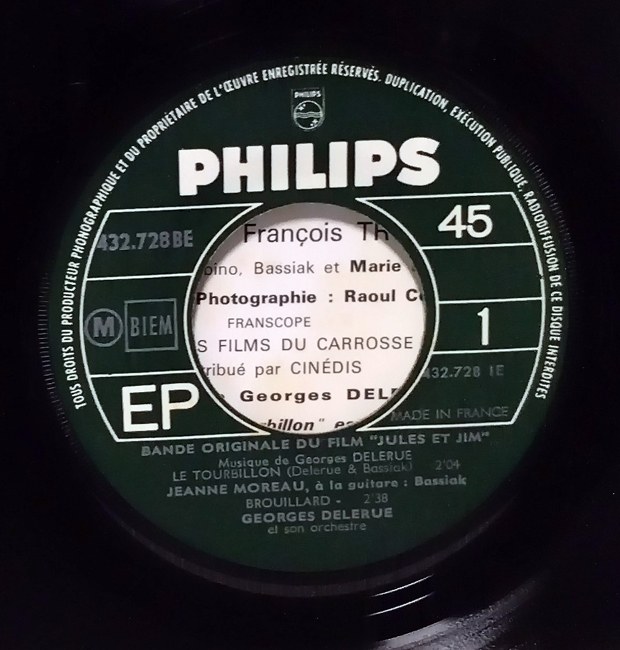 TOUS DROITS DU PRODUCTEUR PHONOGRAPHIQUE ET DU PROPRIÉTAIRE DE L'ŒUVRE ENREGISTRÉE RÉSERVÉS. DUPLICATION, EXÉCUTION PUBLIQUE, RADIODIFFUSION DE CE DISQUE INTERDITES
PHILIPS
PHILIPS
432.728 BE
45
François Th
oino, Bassiak et Marie
Photographie : Raoul C
FRANSCOPE
M BIEM
1
S FILMS DU CARROSSE
ribué par CINÉDIS
432.728 1E
EP
Georges DEL
MADE IN FRANCE
billon" es
BANDE ORIGINALE DU FILM "JULES ET JIM"
Musique de Georges DELERUE
LE TOURBILLON (Delerue & Bassiak) 2'04
JEANNE MOREAU, à la guitare : Bassiak
BROUILLARD - 2'38
GEORGES DELERUE
et son orchestre